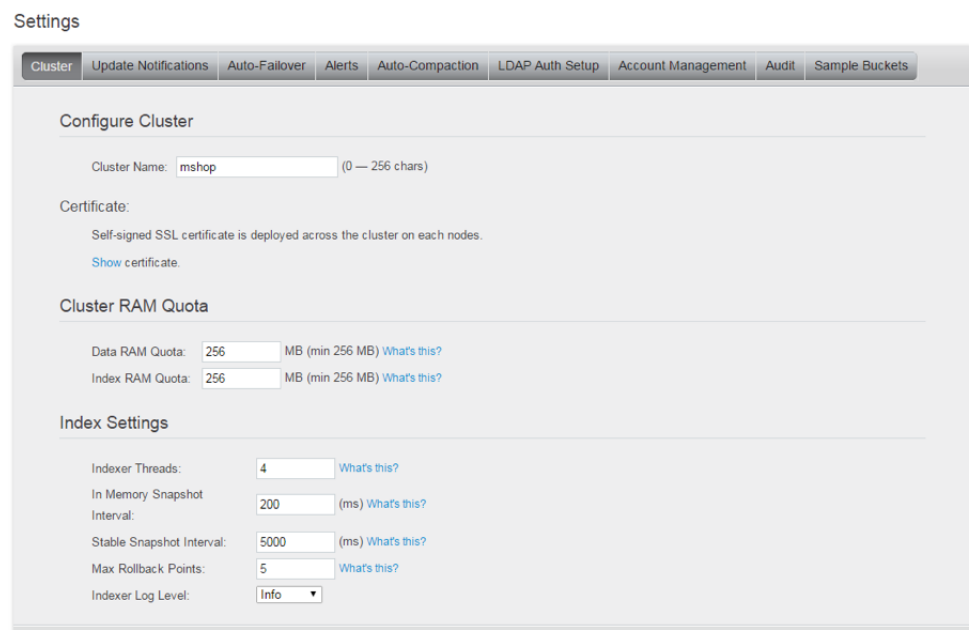 Settings
Cluster Update Notifications Auto-Failover Alerts Auto-Compaction LDAP Auth Setup Account Management Audit Sample Buckets
Configure Cluster
Cluster Name: mshop (0 — 256 chars)
Certificate:
Self-signed SSL certificate is deployed across the cluster on each nodes.
Show certificate.
Cluster RAM Quota
Data RAM Quota: 256 MB (min 256 MB) What's this?
Index RAM Quota: 256 MB (min 256 MB) What's this?
Index Settings
Indexer Threads: 4 What's this?
In Memory Snapshot
Interval: 200 (ms) What's this?
Stable Snapshot Interval: 5000 (ms) What's this?
Max Rollback Points: 5 What's this?
Indexer Log Level: Info